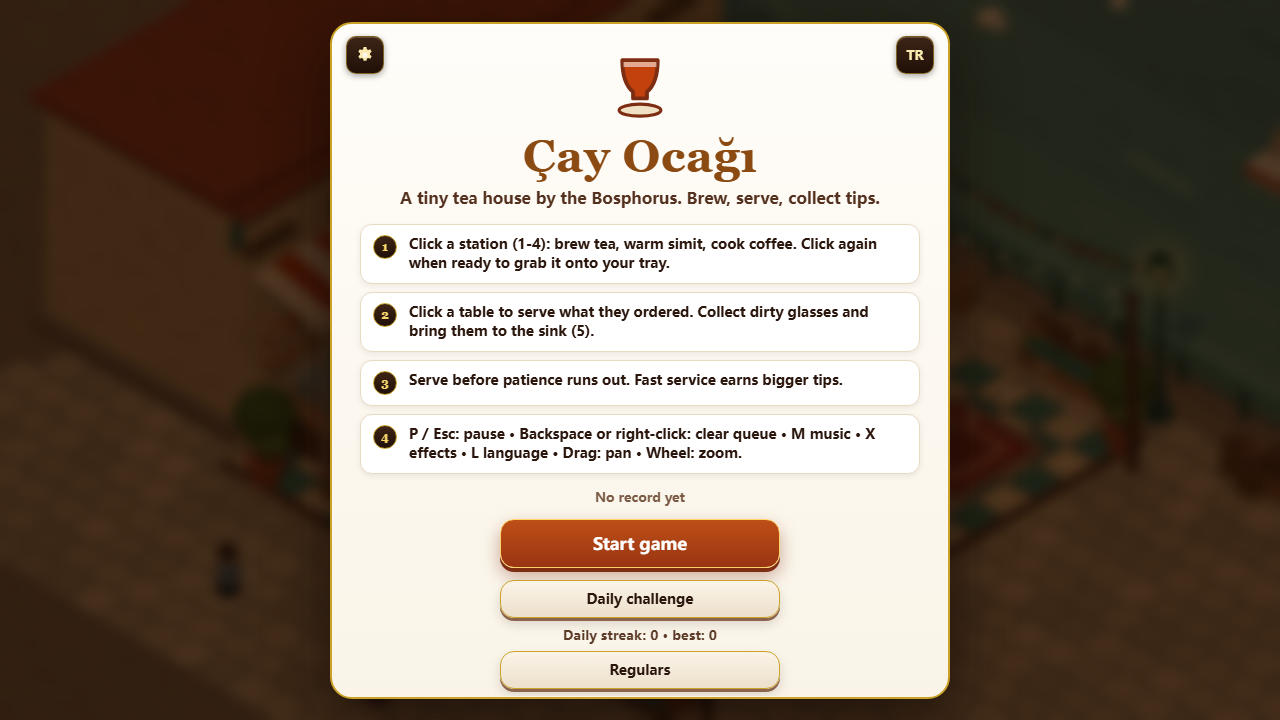 ✱
TR
Çay Ocağı
A tiny tea house by the Bosphorus. Brew, serve, collect tips.
1
Click a station (1-4): brew tea, warm simit, cook coffee. Click again
when ready to grab it onto your tray.
2
Click a table to serve what they ordered. Collect dirty glasses and
bring them to the sink (5).
3
Serve before patience runs out. Fast service earns bigger tips.
4
P / Esc: pause • Backspace or right-click: clear queue • M music • X
effects • L language • Drag: pan • Wheel: zoom.
No record yet
Start game
Daily challenge
Daily streak: 0 • best: 0
Regulars